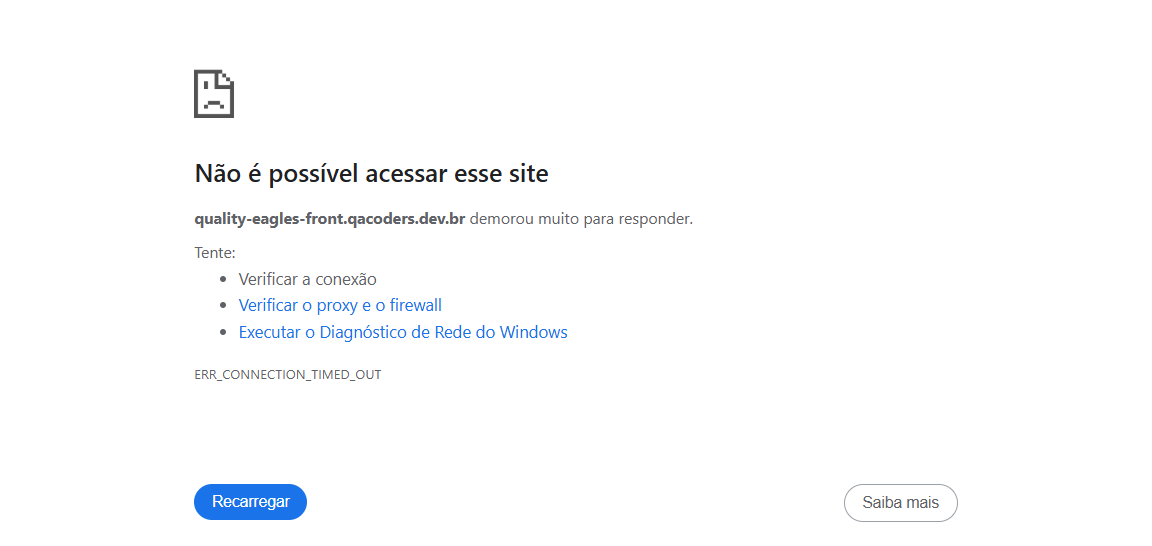 Não é possível acessar esse site
quality-eagles-front.qacoders.dev.br demorou muito para responder.
Tente:
Verificar a conexão
Verificar o proxy e o firewall
Executar o Diagnóstico de Rede do Windows
ERR_CONNECTION_TIMED_OUT
Recarregar
Saiba mais